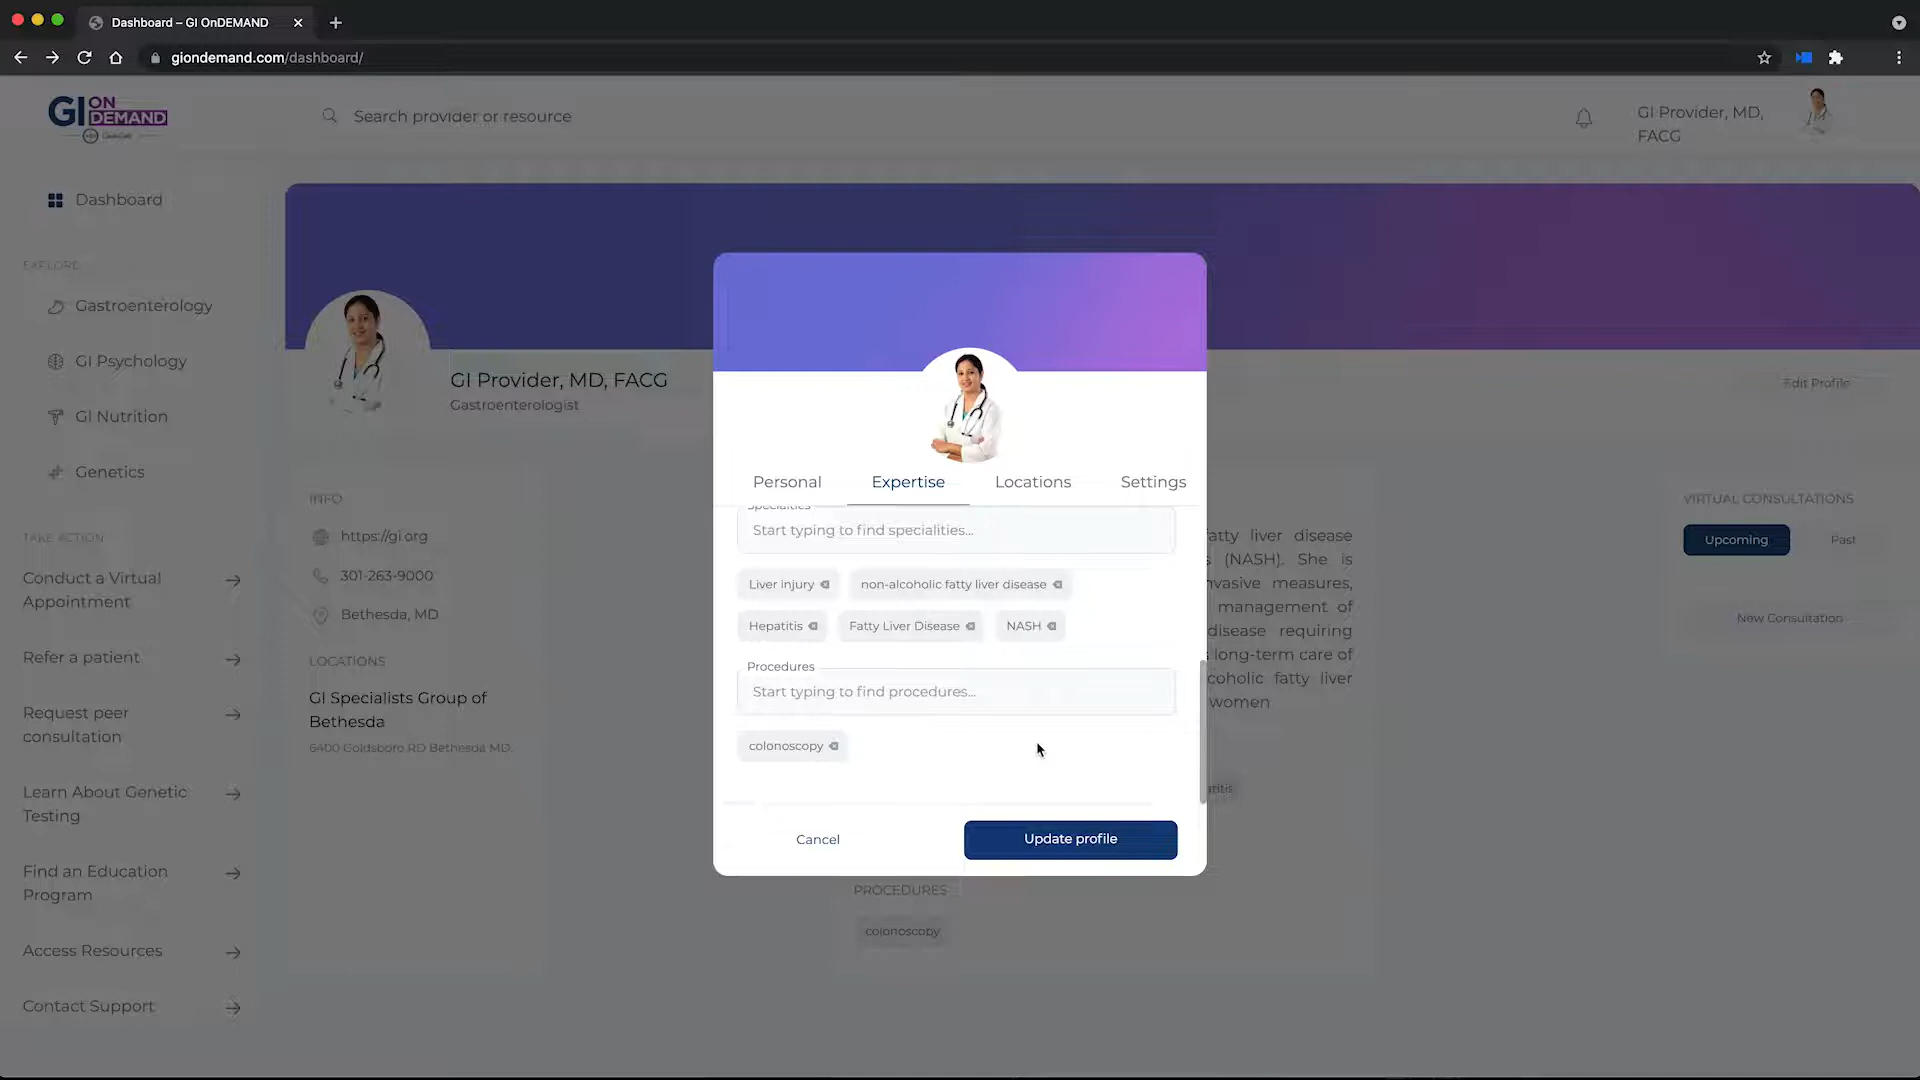 Dashboard – GI OnDEMAND
giondemand.com/dashboard/
GI ON DEMAND
Search provider or resource
GI Provider, MD,
FACG
Dashboard
EXPLORE
Gastroenterology
GI Psychology
GI Nutrition
Genetics
TAKE ACTION
Conduct a Virtual
Appointment
Refer a patient
Request peer
consultation
Learn About Genetic
Testing
Find an Education
Program
Access Resources
Contact Support
GI Provider, MD, FACG
Gastroenterologist
Edit Profile
INFO
https://gi.org
301-263-9000
Bethesda, MD
LOCATIONS
GI Specialists Group of
Bethesda
6400 Goldsboro RD Bethesda MD.
Personal Expertise Locations Settings
Specialties
Start typing to find specialities...
Liver injury non-alcoholic fatty liver disease
Hepatitis Fatty Liver Disease NASH
Procedures
Start typing to find procedures...
colonoscopy
Cancel Update profile
fatty liver disease
(NASH). She is
management of
disease requiring
long-term care of
fatty liver
women
PROCEDURES
colonoscopy
VIRTUAL CONSULTATIONS
Upcoming Past
New Consultation